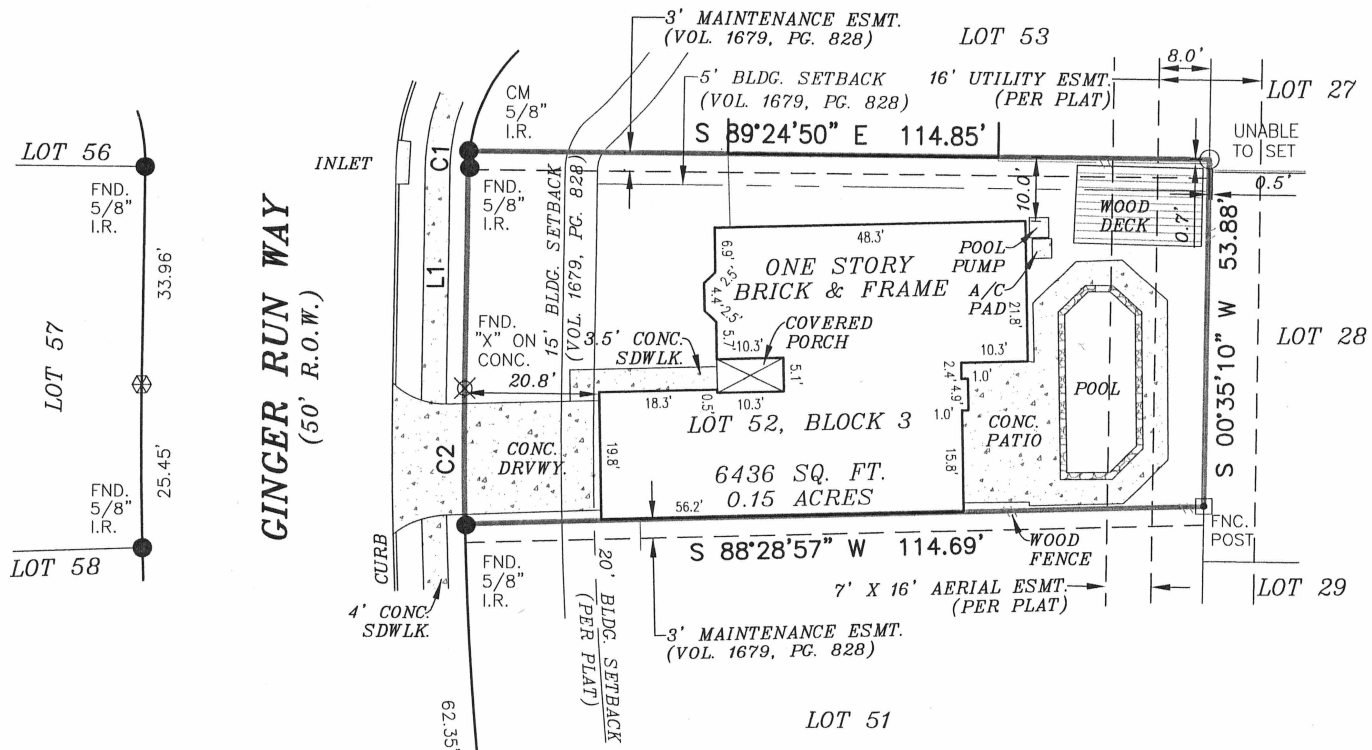 3' MAINTENANCE ESMT.
(VOL. 1679, PG. 828)
LOT 53
8.0'
5' BLDG. SETBACK
(VOL. 1679, PG. 828)
16' UTILITY ESMT.
(PER PLAT)
LOT 27
CM
5/8"
I.R.
S 89°24'50" E 114.85'
UNABLE
TO SET
LOT 56
INLET
C1
FND.
5/8"
I.R.
FND.
5/8"
I.R.
15' BLDG. SETBACK
(VOL. 1679, PG. 828)
10.0'
WOOD
DECK
0.7'
0.5'
33.96'
LOT 57
25.45'
GINGER RUN WAY
(50' R.O.W.)
L1
6.9'
2.5'
4.4'
2.5'
5.7'
48.3'
ONE STORY
BRICK & FRAME
POOL
PUMP
A/C
PAD
21.8'
S 00°35'10" W 53.88'
LOT 28
FND.
"X" ON
CONC.
3.5' CONC.
SDWLK.
COVERED
PORCH
10.3'
5.1'
10.3'
10.3'
2.4'
1.0'
4.9'
1.0'
POOL
20.8'
18.3'
0.5'
LOT 52, BLOCK 3
CONC.
PATIO
C2
CONC.
DRVWY.
19.8'
6436 SQ. FT.
0.15 ACRES
15.8'
FND.
5/8"
I.R.
56.2'
FNC.
POST
LOT 58
CURB
FND.
5/8"
I.R.
S 88°28'57" W 114.69'
WOOD
FENCE
7' X 16' AERIAL ESMT.
(PER PLAT)
LOT 29
4' CONC.
SDWLK.
20' BLDG. SETBACK
(PER PLAT)
3' MAINTENANCE ESMT.
(VOL. 1679, PG. 828)
62.35'
LOT 51